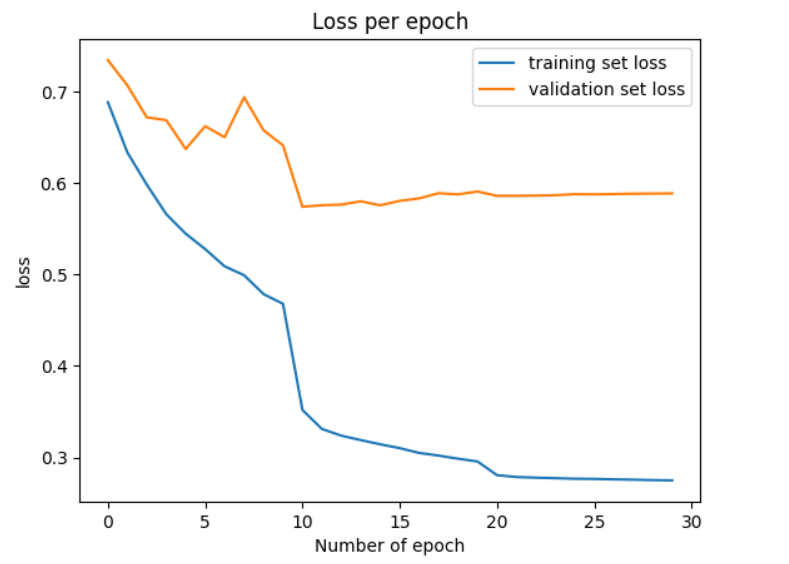 Loss per epoch
training set loss
validation set loss
0.7
0.6
0.5
0.4
0.3
loss
0 5 10 15 20 25 30
Number of epoch